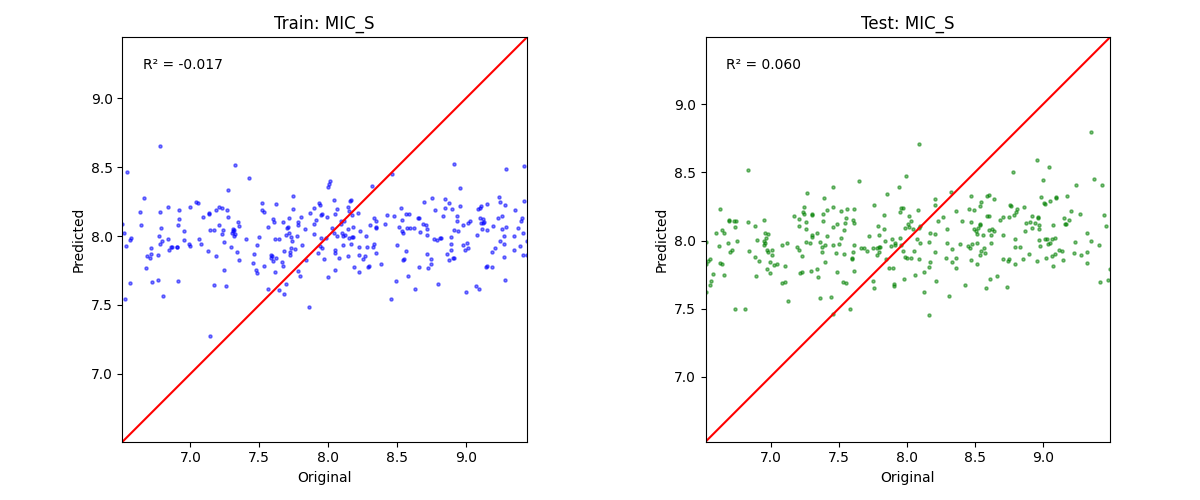 Train: MIC_S
R² = -0.017
9.0
8.5
8.0
7.5
7.0
Predicted
7.0 7.5 8.0 8.5 9.0
Original
Test: MIC_S
R² = 0.060
9.0
8.5
8.0
7.5
7.0
Predicted
7.0 7.5 8.0 8.5 9.0
Original